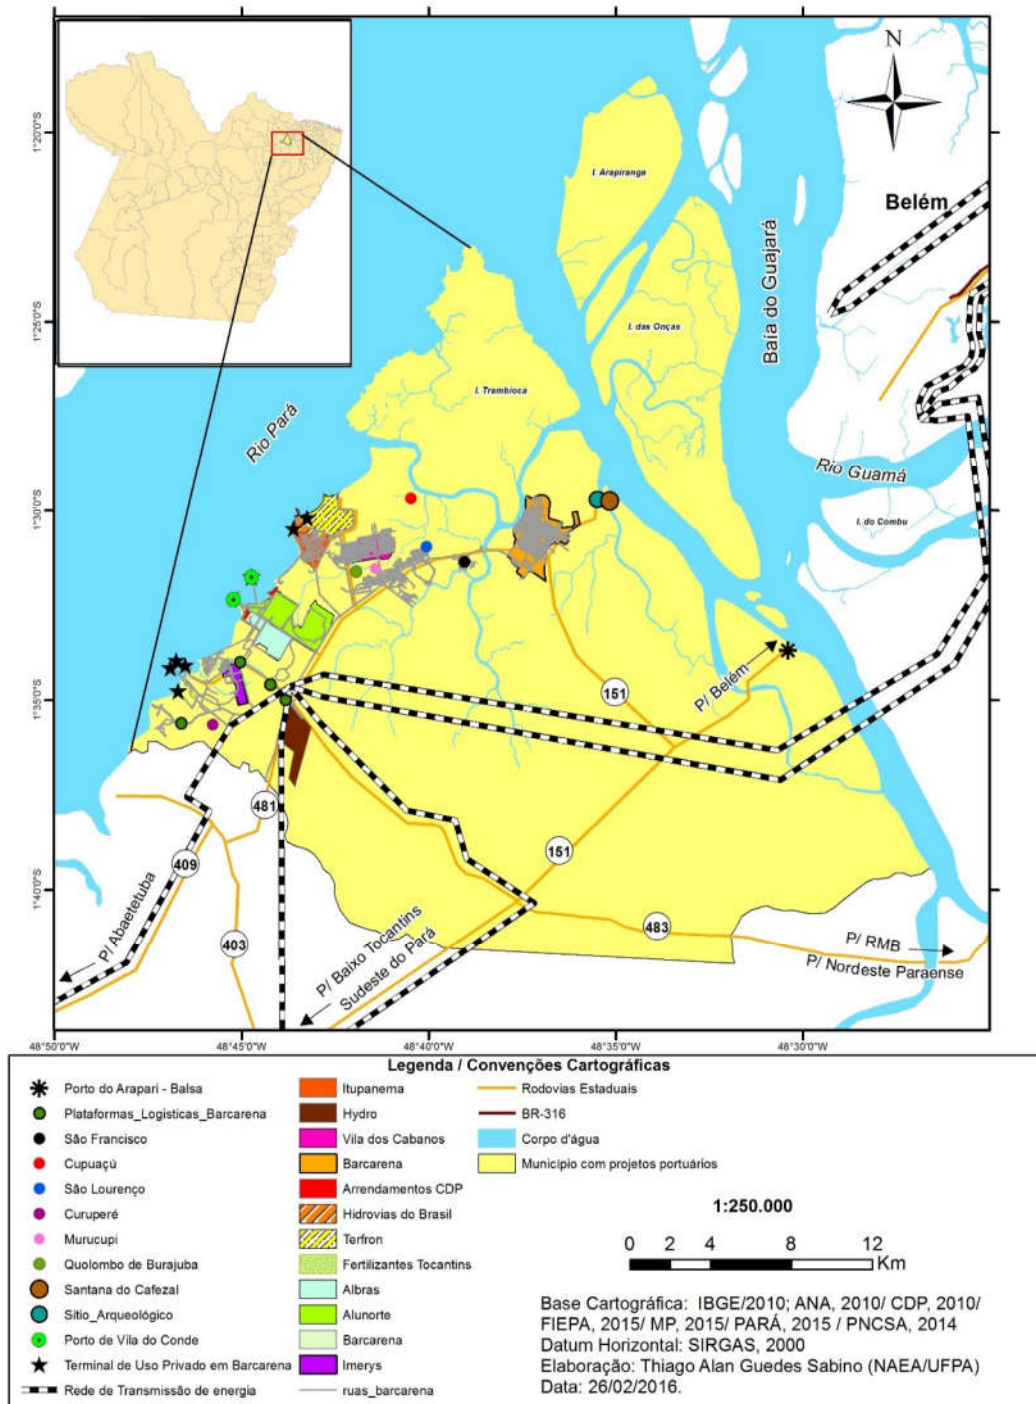 N
1°20'0"S
I. Arapiranga
Belém
Baía do Guajará
1°25'0"S
I. das Onças
I. Trambioca
Rio Pará
Rio Guamá
1°30'0"S
I. do Combu
P/ Belém
151
1°35'0"S
481
151
409
1°40'0"S
P/ Abaetetuba
403
P/ Baixo Tocantins
Sudeste do Pará
483
P/ RMB
P/ Nordeste Paraense
48°50'0"W 48°45'0"W 48°40'0"W 48°35'0"W 48°30'0"W
Legenda / Convenções Cartográficas
Porto do Arapari - Balsa
Plataformas_Logisticas_Barcarena
São Francisco
Cupuaçú
São Lourenço
Curuperé
Murucupi
Quolombo de Burajuba
Santana do Cafezal
Sitio_Arqueológico
Porto de Vila do Conde
Terminal de Uso Privado em Barcarena
Rede de Transmissão de energia
Itupanema
Hydro
Vila dos Cabanos
Barcarena
Arrendamentos CDP
Hidrovias do Brasil
Terfron
Fertilizantes Tocantins
Albras
Alunorte
Barcarena
Imerys
ruas_barcarena
Rodovias Estaduais
BR-316
Corpo d'água
Município com projetos portuários
1:250.000
0 2 4 8 12
Km
Base Cartográfica: IBGE/2010; ANA, 2010/ CDP, 2010/
FIEPA, 2015/ MP, 2015/ PARÁ, 2015 / PNCSA, 2014
Datum Horizontal: SIRGAS, 2000
Elaboração: Thiago Alan Guedes Sabino (NAEA/UFPA)
Data: 26/02/2016.